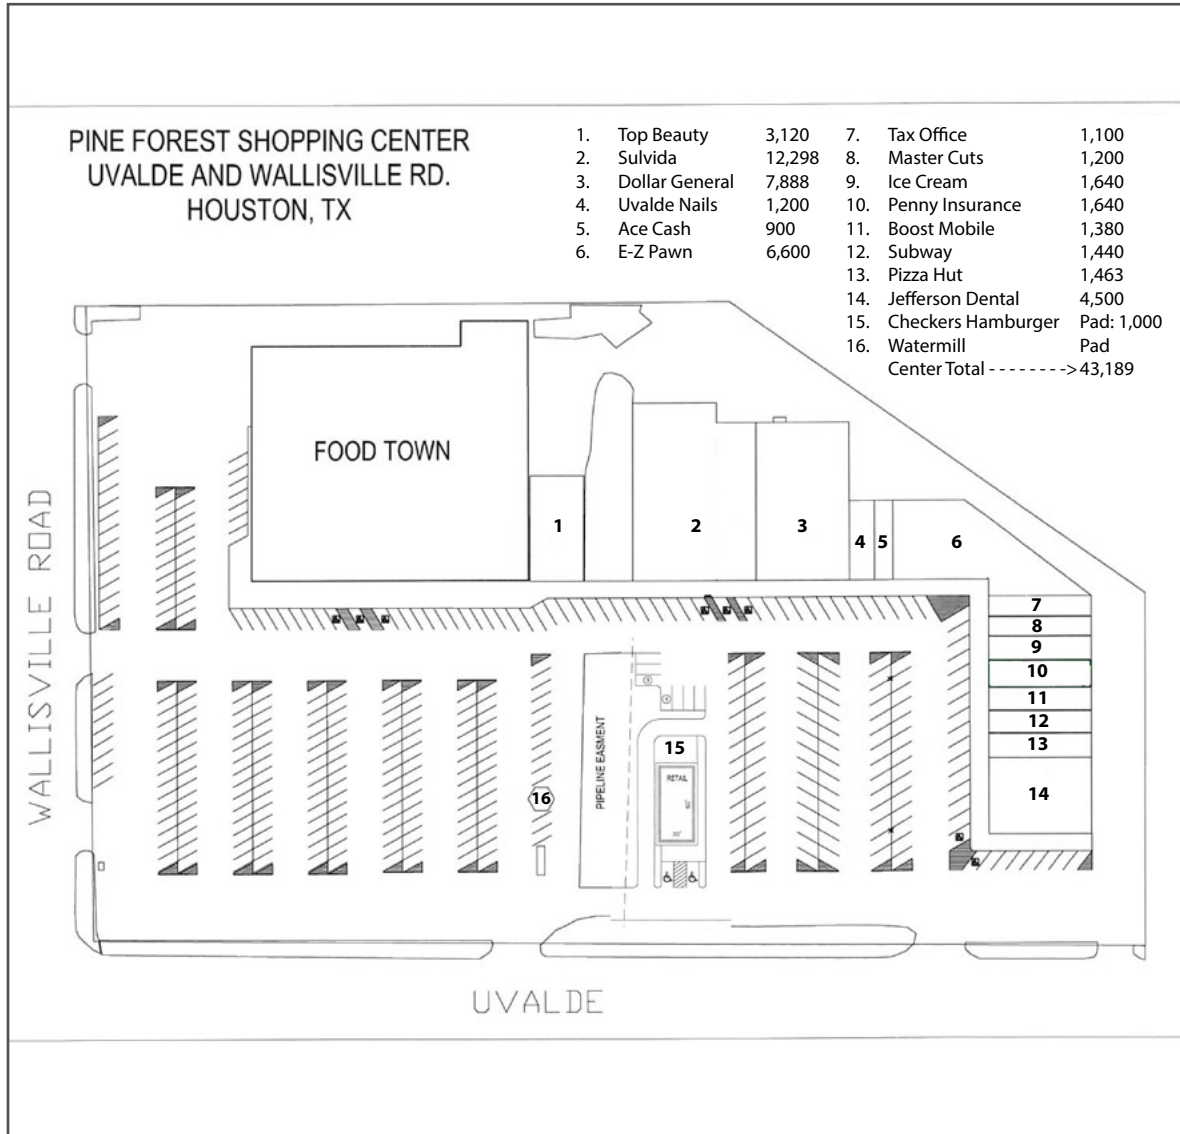 PINE FOREST SHOPPING CENTER
UVALDE AND WALLISVILLE RD.
HOUSTON, TX
1. Top Beauty 3,120
2. Sulvida 12,298
3. Dollar General 7,888
4. Uvalde Nails 1,200
5. Ace Cash 900
6. E-Z Pawn 6,600
7. Tax Office 1,100
8. Master Cuts 1,200
9. Ice Cream 1,640
10. Penny Insurance 1,640
11. Boost Mobile 1,380
12. Subway 1,440
13. Pizza Hut 1,463
14. Jefferson Dental 4,500
15. Checkers Hamburger Pad: 1,000
16. Watermill Pad
Center Total - - - - - - - -> 43,189
FOOD TOWN
1
2
3
4
5
6
7
8
9
10
11
12
13
14
15
RETAIL
60'
30'
16
PIPELINE EASMENT
WALLISVILLE ROAD
UVALDE